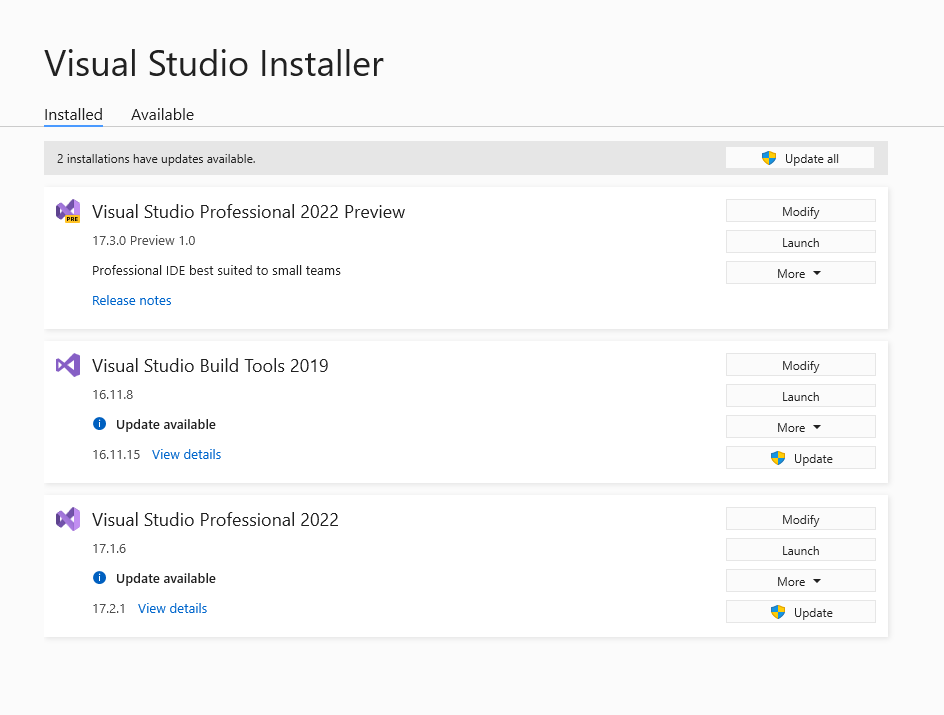 Visual Studio Installer
Installed Available
2 installations have updates available. Update all
Visual Studio Professional 2022 Preview Modify
PRE
17.3.0 Preview 1.0 Launch
Professional IDE best suited to small teams More
Release notes
Visual Studio Build Tools 2019 Modify
16.11.8 Launch
Update available More
16.11.15 View details Update
Visual Studio Professional 2022 Modify
17.1.6 Launch
Update available More
17.2.1 View details Update